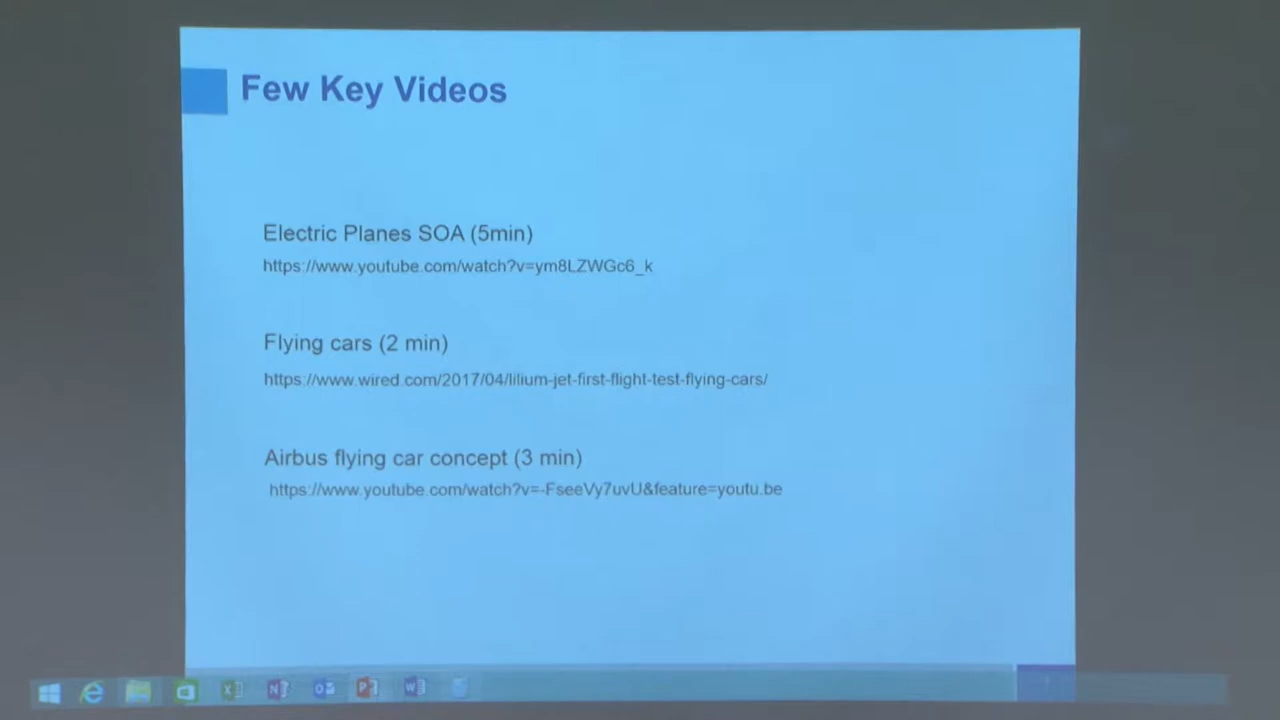 Few Key Videos
Electric Planes SOA (5min)
https://www.youtube.com/watch?v=ym8LZWGc6_k
Flying cars (2 min)
https://www.wired.com/2017/04/lilium-jet-first-flight-test-flying-cars/
Airbus flying car concept (3 min)
https://www.youtube.com/watch?v=-FseeVy7uvU&feature=youtu.be